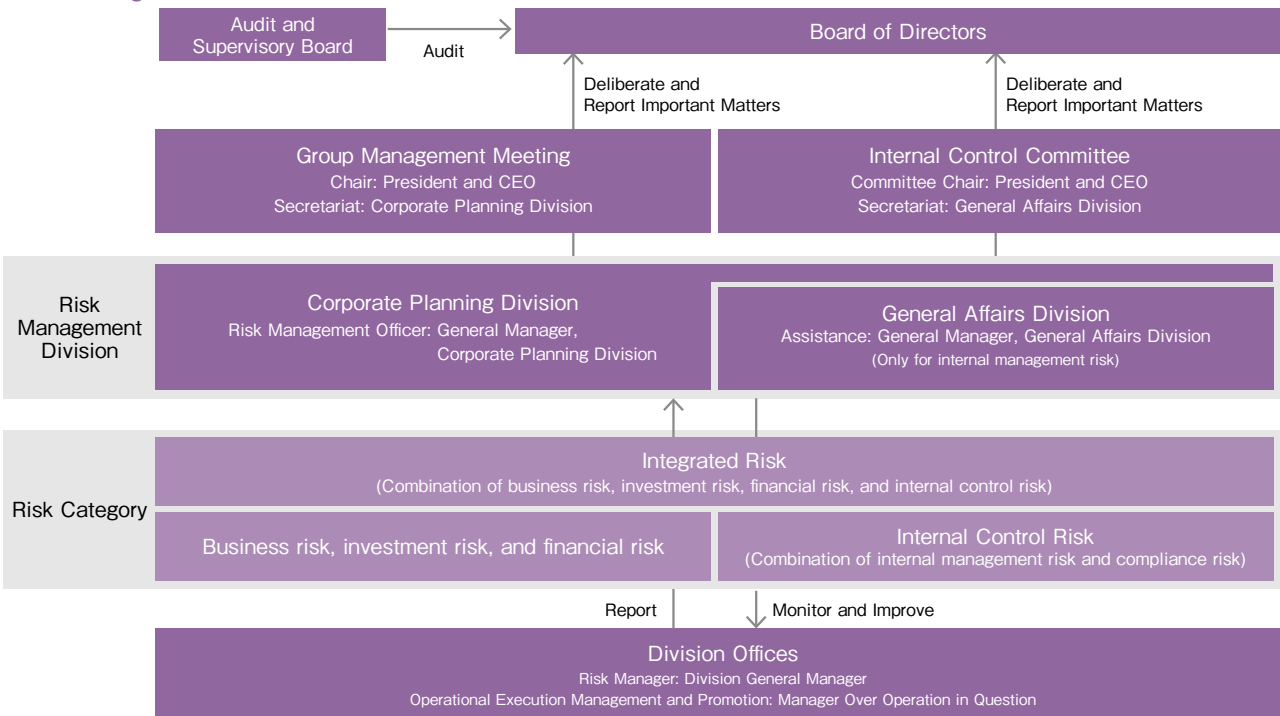 Audit and
Supervisory Board
Audit
Board of Directors
Deliberate and
Report Important Matters
Deliberate and
Report Important Matters
Group Management Meeting
Chair: President and CEO
Secretariat: Corporate Planning Division
Internal Control Committee
Committee Chair: President and CEO
Secretariat: General Affairs Division
Risk
Management
Division
Corporate Planning Division
Risk Management Officer: General Manager,
Corporate Planning Division
General Affairs Division
Assistance: General Manager, General Affairs Division
(Only for internal management risk)
Risk Category
Integrated Risk
(Combination of business risk, investment risk, financial risk, and internal control risk)
Business risk, investment risk, and financial risk
Internal Control Risk
(Combination of internal management risk and compliance risk)
Report
Monitor and Improve
Division Offices
Risk Manager: Division General Manager
Operational Execution Management and Promotion: Manager Over Operation in Question